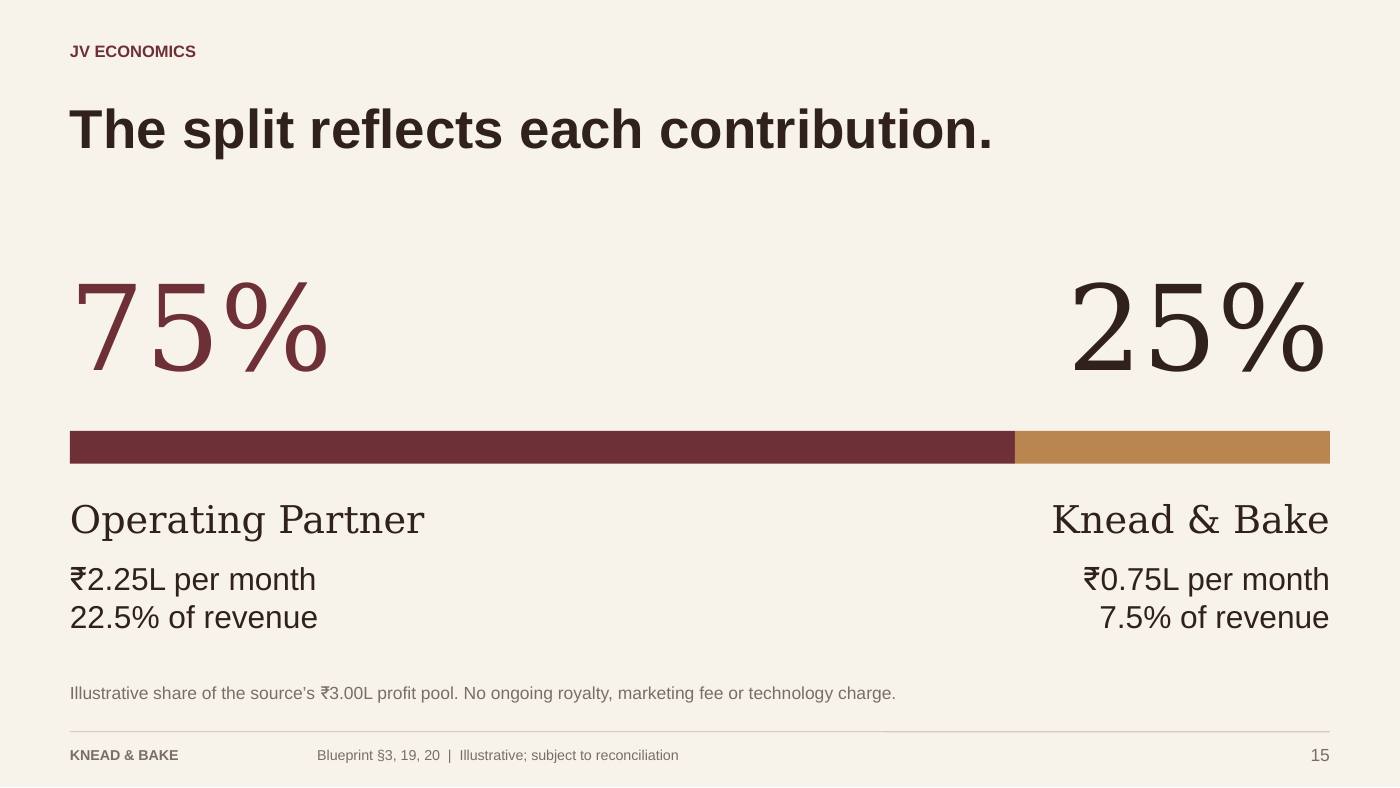 JV ECONOMICS
The split reflects each contribution.
75%
25%
Operating Partner
Knead & Bake
₹2.25L per month
22.5% of revenue
₹0.75L per month
7.5% of revenue
Illustrative share of the source’s ₹3.00L profit pool. No ongoing royalty, marketing fee or technology charge.
KNEAD & BAKE
Blueprint §3, 19, 20 | Illustrative; subject to reconciliation
15